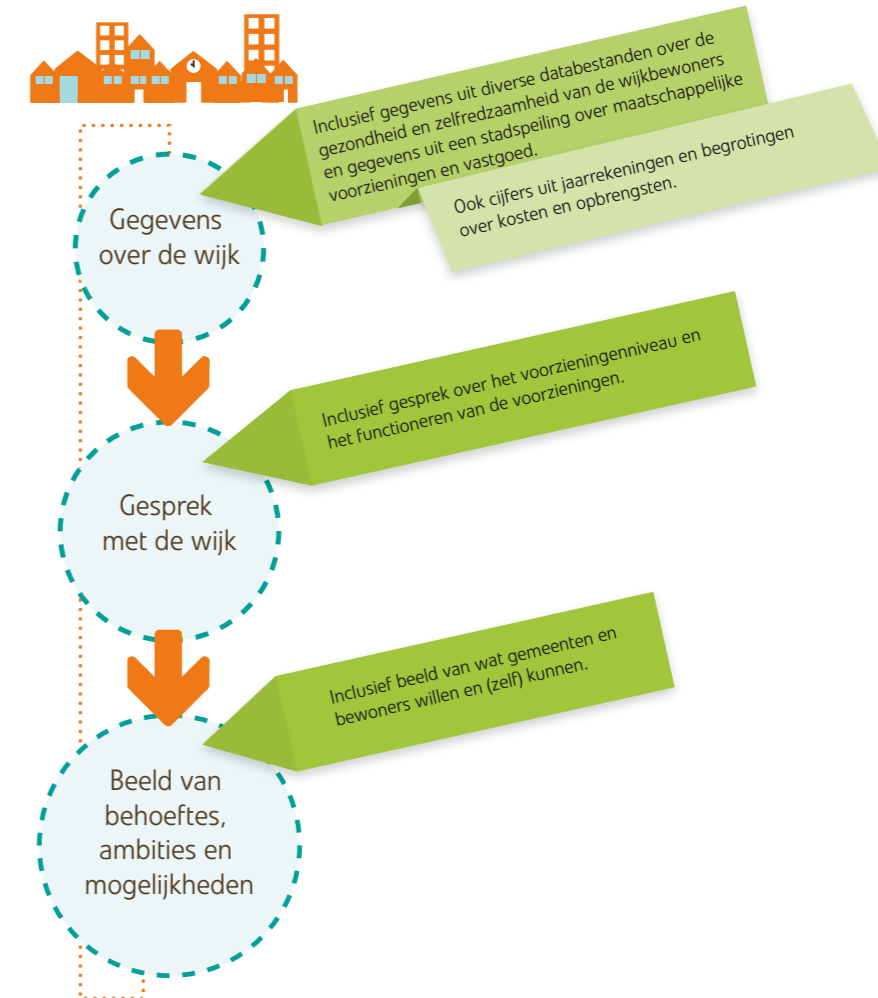 Inclusief gegevens uit diverse databestanden over de
gezondheid en zelfredzaamheid van de wijkbewoners
en gegevens uit een stadspeiling over maatschappelijke
voorzieningen en vastgoed.
Ook cijfers uit jaarrekeningen en begrotingen
over kosten en opbrengsten.
Gegevens
over de wijk
Inclusief gesprek over het voorzieningenniveau en
het functioneren van de voorzieningen.
Gesprek
met de wijk
Inclusief beeld van wat gemeenten en
bewoners willen en (zelf) kunnen.
Beeld van
behoeftes,
ambities en
mogelijkheden